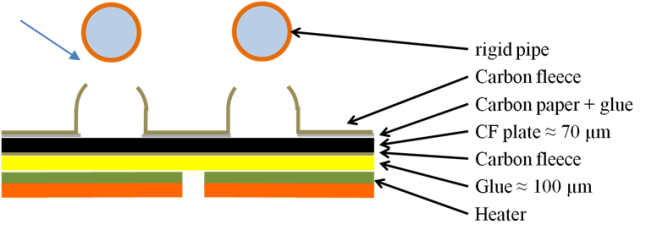 rigid pipe
Carbon fleece
Carbon paper + glue
CF plate ≈ 70 μm
Carbon fleece
Glue ≈ 100 μm
Heater